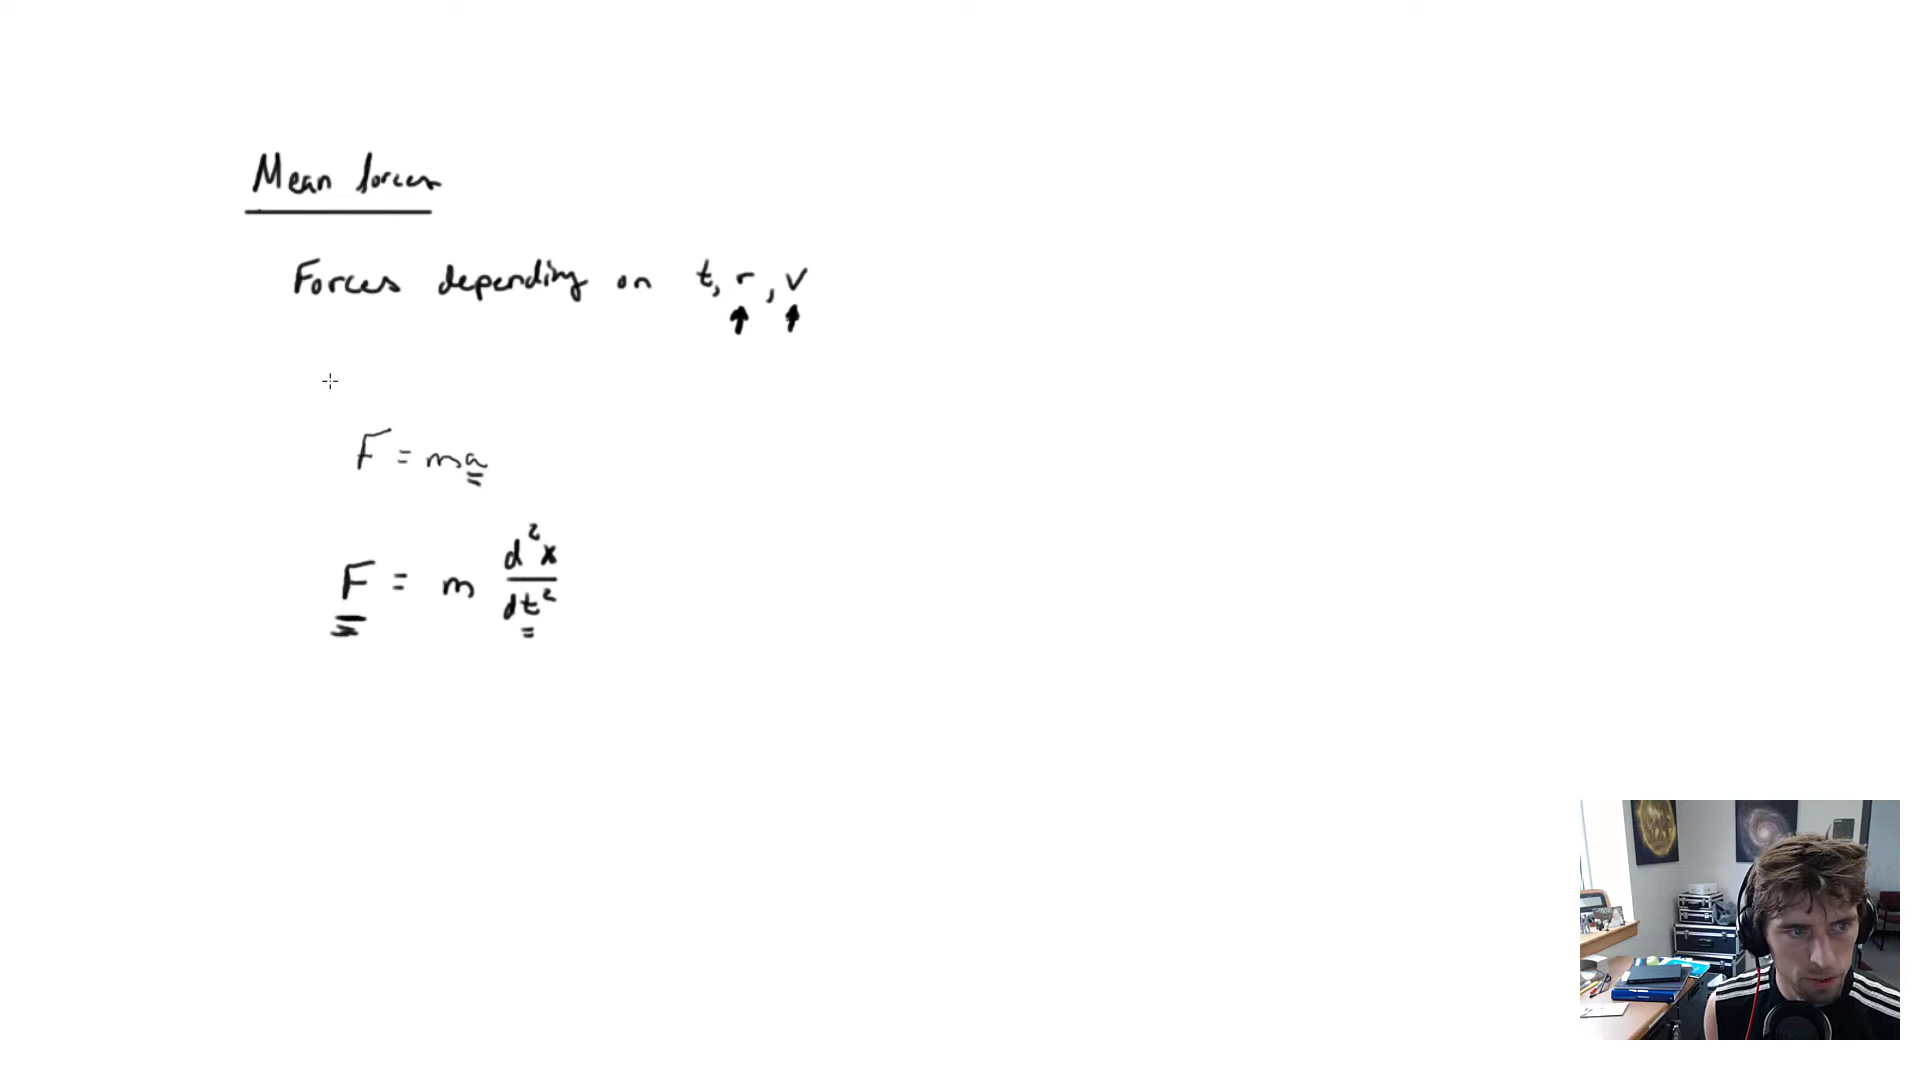 Mean forces
Forces depending on t, r, v
F = ma
F = m d²x/dt²